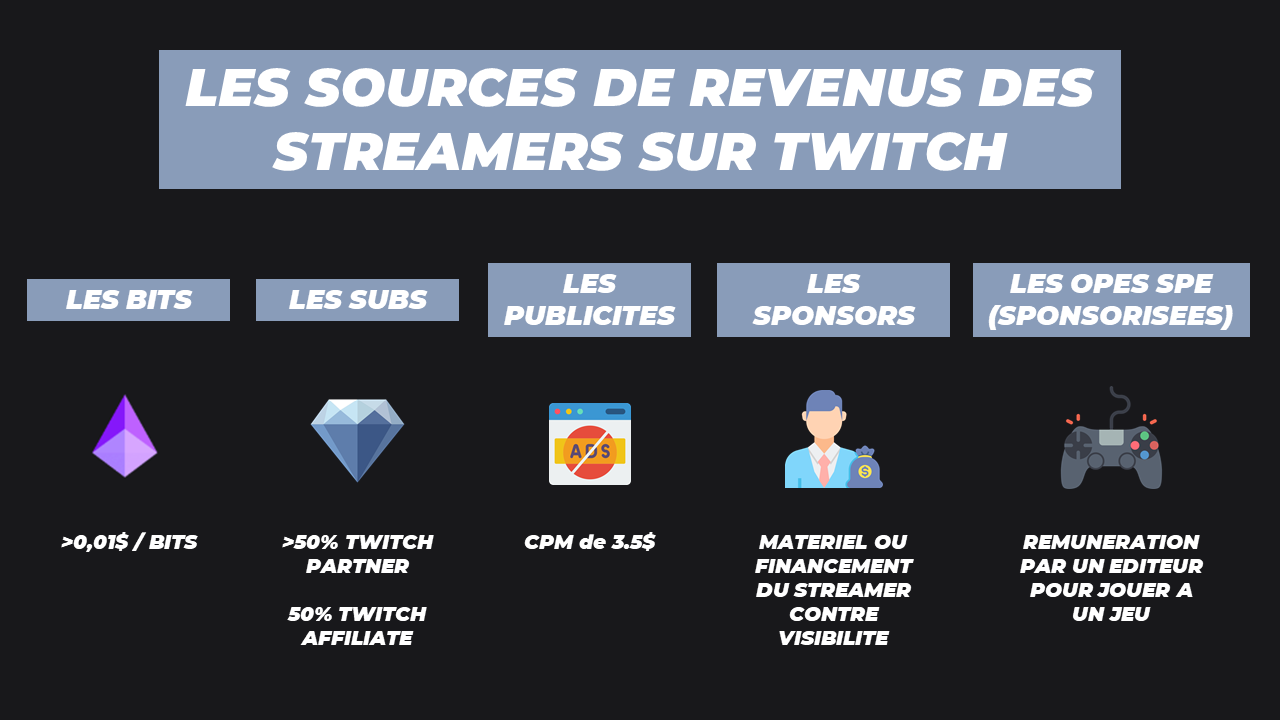 LES SOURCES DE REVENUS DES
STREAMERS SUR TWITCH
LES BITS
>0,01$ / BITS
LES SUBS
>50% TWITCH
PARTNER
50% TWITCH
AFFILIATE
LES
PUBLICITES
ADS
CPM de 3.5$
LES
SPONSORS
$
MATERIEL OU
FINANCEMENT
DU STREAMER
CONTRE
VISIBILITE
LES OPES SPE
(SPONSORISEES)
REMUNERATION
PAR UN EDITEUR
POUR JOUER A
UN JEU